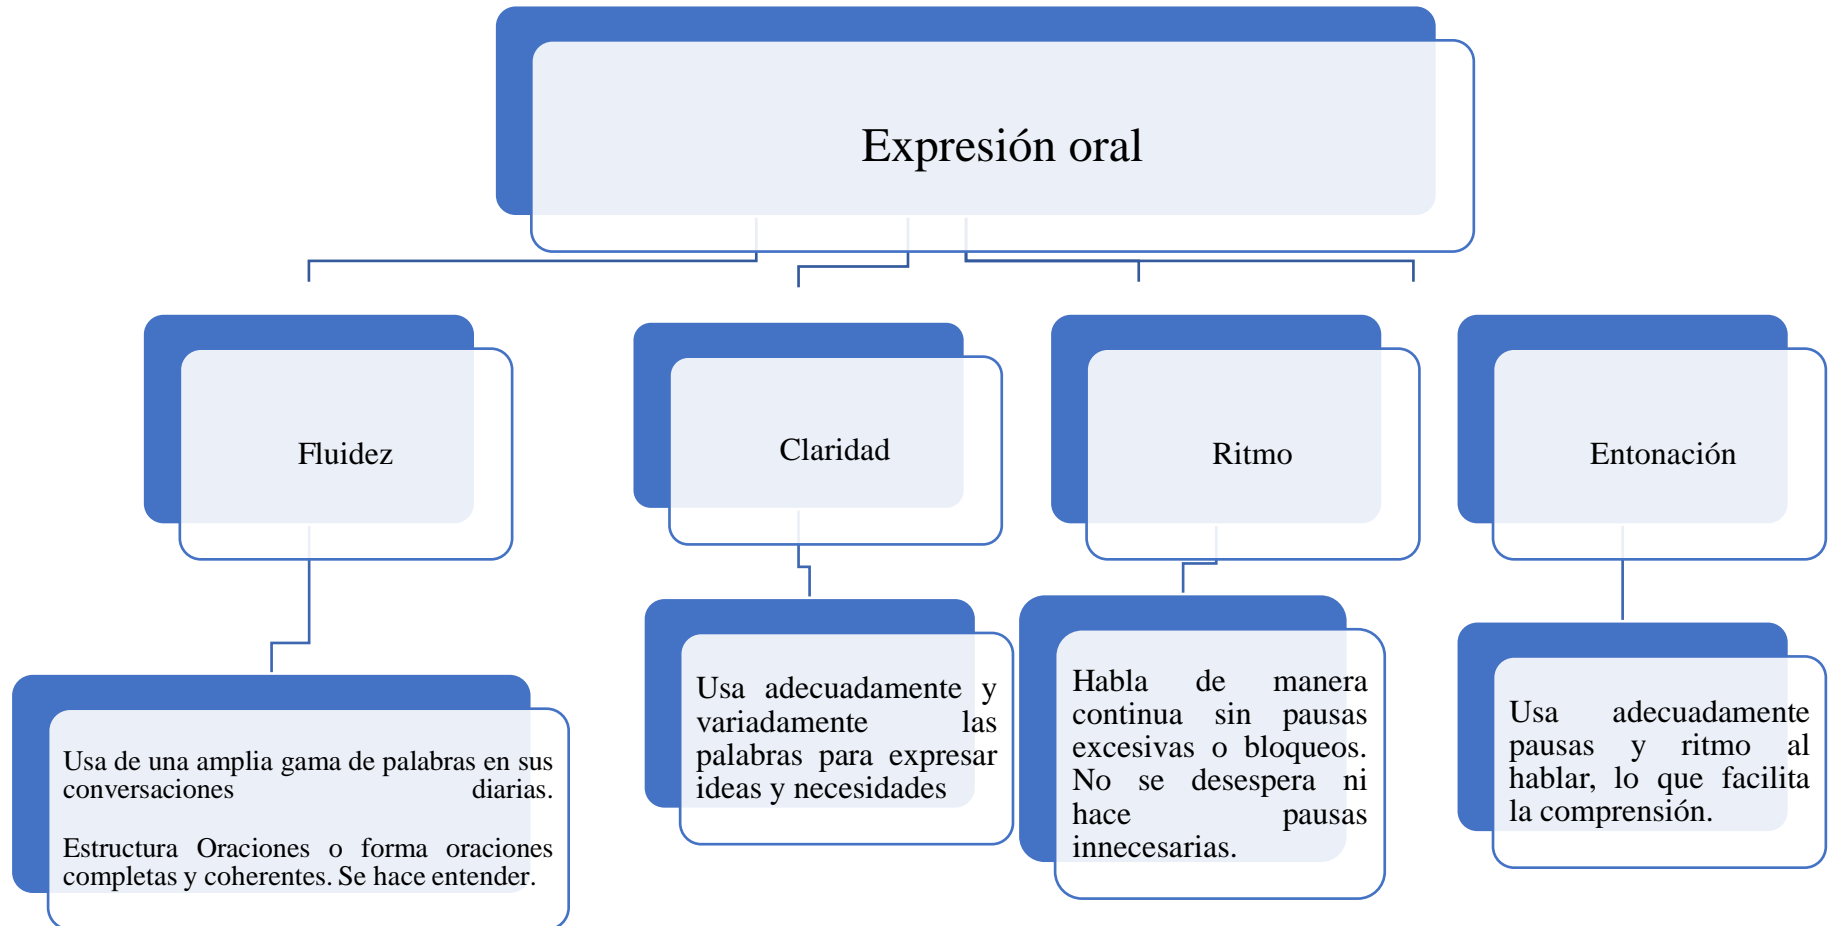 Expresión oral
Fluidez
Claridad
Ritmo
Entonación
Usa de una amplia gama de palabras en sus
conversaciones diarias.
Estructura Oraciones o forma oraciones
completas y coherentes. Se hace entender.
Usa adecuadamente y
variadamente las
palabras para expresar
ideas y necesidades
Habla de manera
continua sin pausas
excesivas o bloqueos.
No se desespera ni
hace pausas
innecesarias.
Usa adecuadamente
pausas y ritmo al
hablar, lo que facilita
la comprensión.